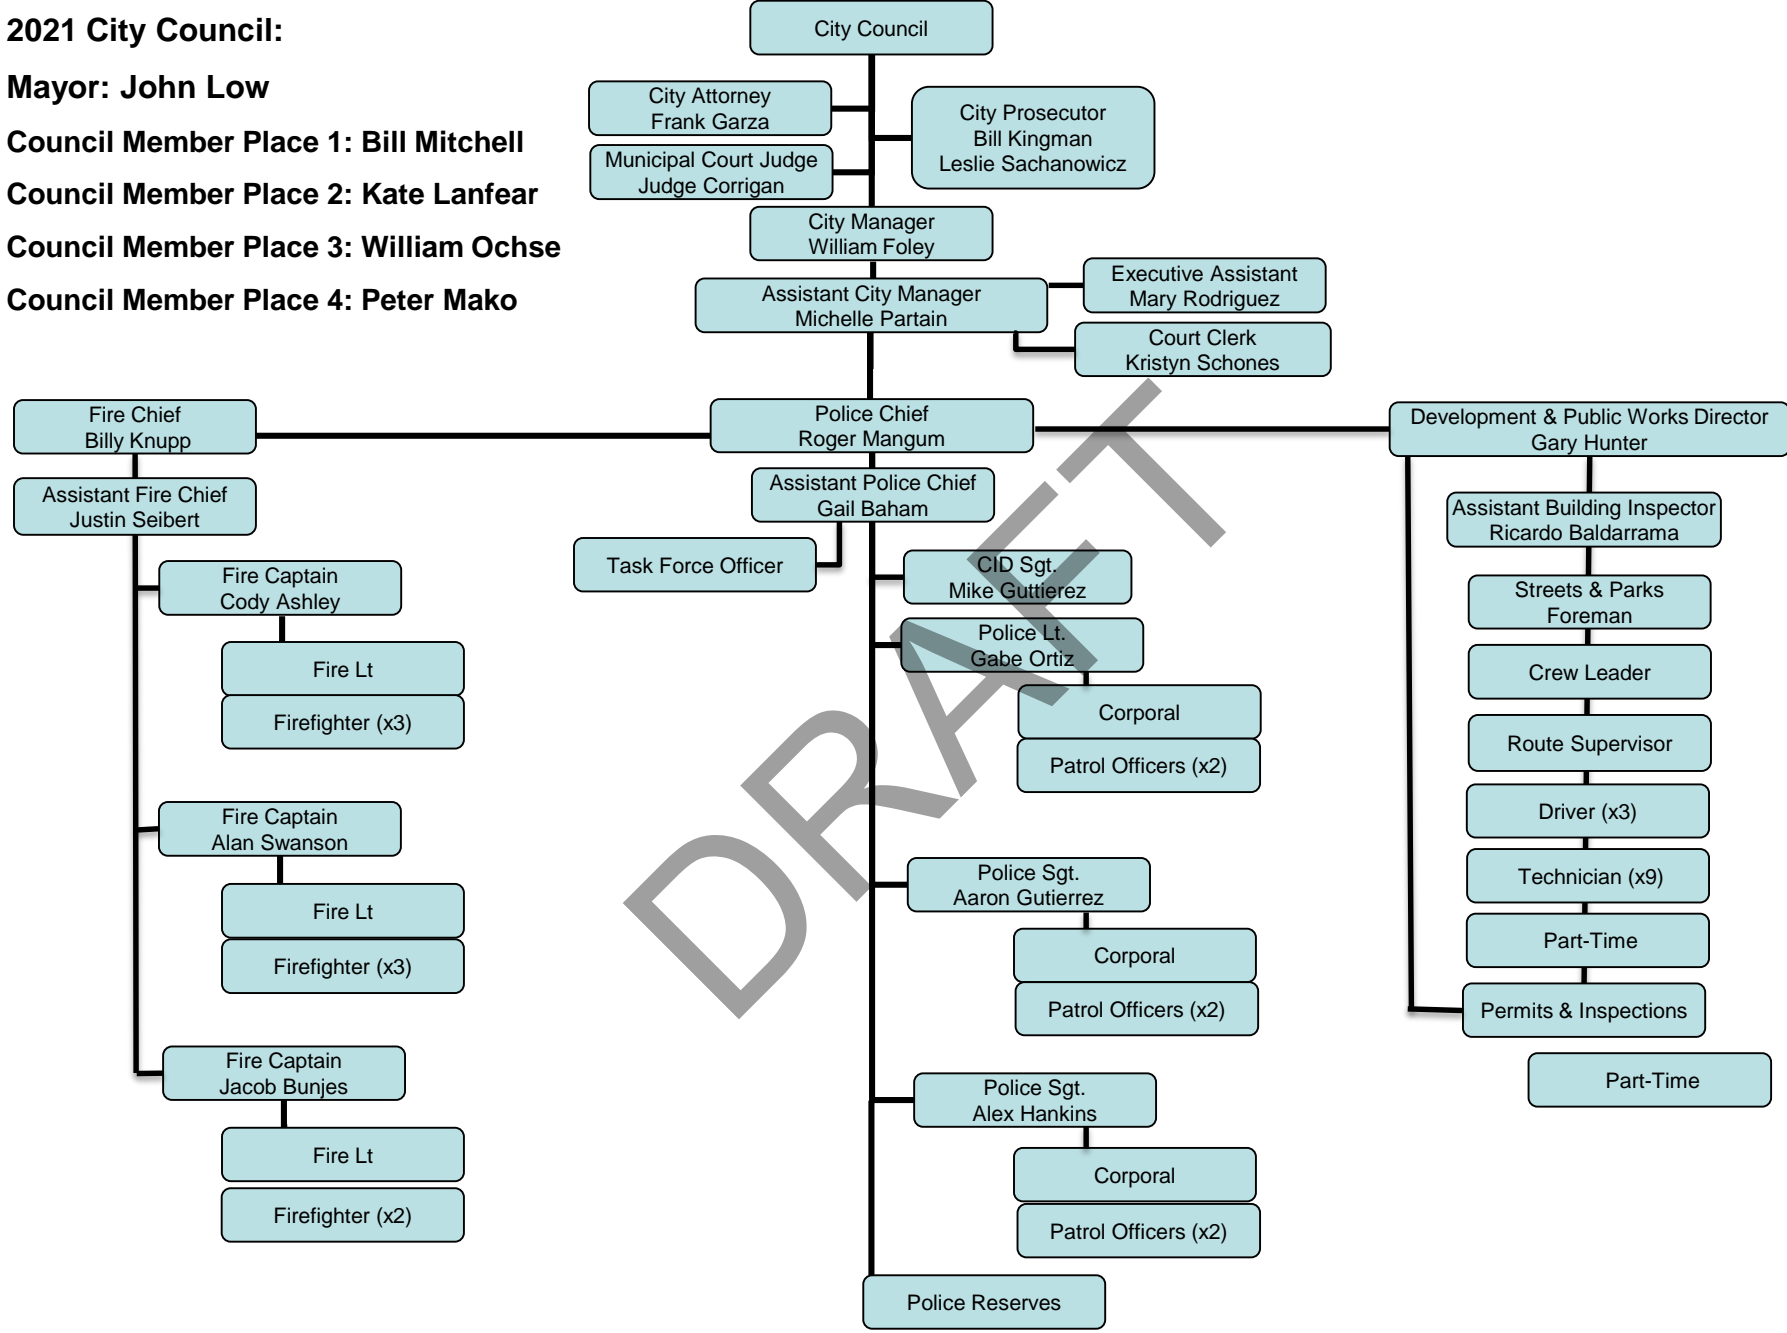 2021 City Council:
Mayor: John Low
Council Member Place 1: Bill Mitchell
Council Member Place 2: Kate Lanfear
Council Member Place 3: William Ochse
Council Member Place 4: Peter Mako
City Council
City Attorney
Frank Garza
City Prosecutor
Bill Kingman
Leslie Sachanowicz
Municipal Court Judge
Judge Corrigan
City Manager
William Foley
Assistant City Manager
Michelle Partain
Executive Assistant
Mary Rodriguez
Court Clerk
Kristyn Schones
Fire Chief
Billy Knupp
Assistant Fire Chief
Justin Seibert
Fire Captain
Cody Ashley
Fire Lt
Firefighter (x3)
Fire Captain
Alan Swanson
Fire Lt
Firefighter (x3)
Fire Captain
Jacob Bunjes
Fire Lt
Firefighter (x2)
Police Chief
Roger Mangum
Assistant Police Chief
Gail Baham
Task Force Officer
CID Sgt.
Mike Guttierez
Police Lt.
Gabe Ortiz
Corporal
Patrol Officers (x2)
Police Sgt.
Aaron Gutierrez
Corporal
Patrol Officers (x2)
Police Sgt.
Alex Hankins
Corporal
Patrol Officers (x2)
Police Reserves
Development & Public Works Director
Gary Hunter
Assistant Building Inspector
Ricardo Baldarrama
Streets & Parks
Foreman
Crew Leader
Route Supervisor
Driver (x3)
Technician (x9)
Part-Time
Permits & Inspections
Part-Time
DRAFT